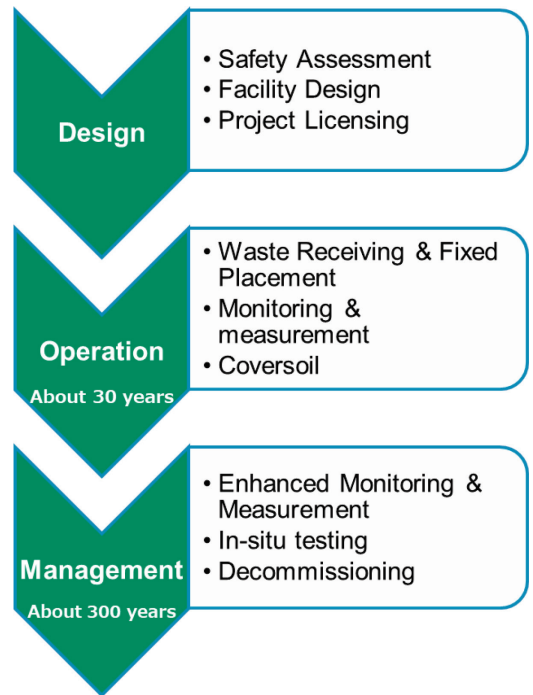 Design
• Safety Assessment
• Facility Design
• Project Licensing
Operation
About 30 years
• Waste Receiving & Fixed
Placement
• Monitoring &
measurement
• Coversoil
Management
About 300 years
• Enhanced Monitoring &
Measurement
• In-situ testing
• Decommissioning